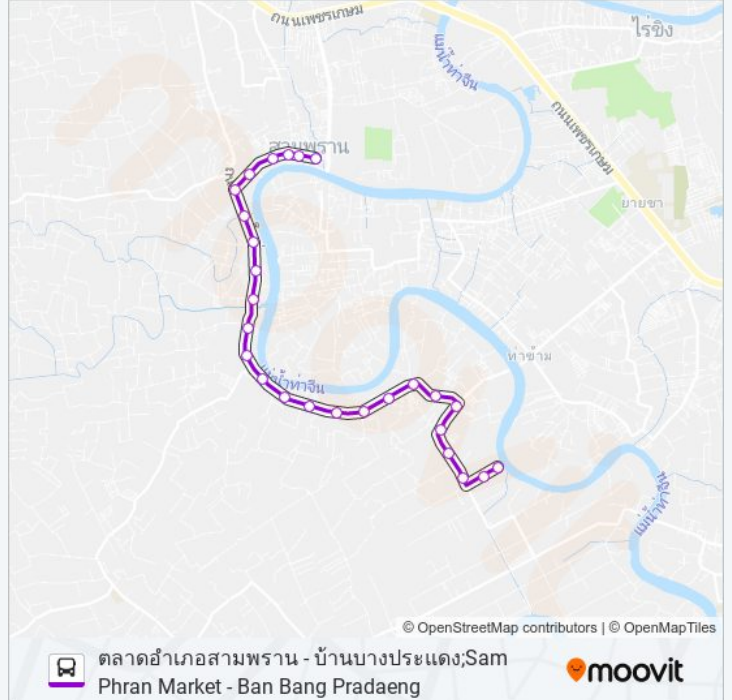 ถนนเพชรเกษม
ไร่ขิง
แม่น้ำท่าจีน
ถนนเพชรเกษม
สามพราน
ยายชา
ท่าข้าม
แม่น้ำท่าจีน
แม่น้ำท่าจีน
© OpenStreetMap contributors | © OpenMapTiles
ตลาดอำเภอสามพราน - บ้านบางประแดง;Sam
Phran Market - Ban Bang Pradaeng
moovit